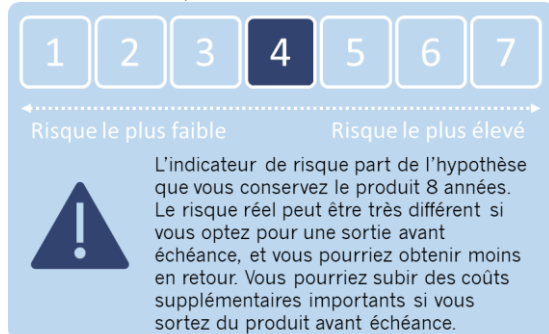 1 2 3 4 5 6 7
Risque le plus faible Risque le plus élevé
L'indicateur de risque part de l'hypothèse
que vous conservez le produit 8 années.
Le risque réel peut être très différent si
vous optez pour une sortie avant
échéance, et vous pourriez obtenir moins
en retour. Vous pourriez subir des coûts
supplémentaires importants si vous
sortez du produit avant échéance.